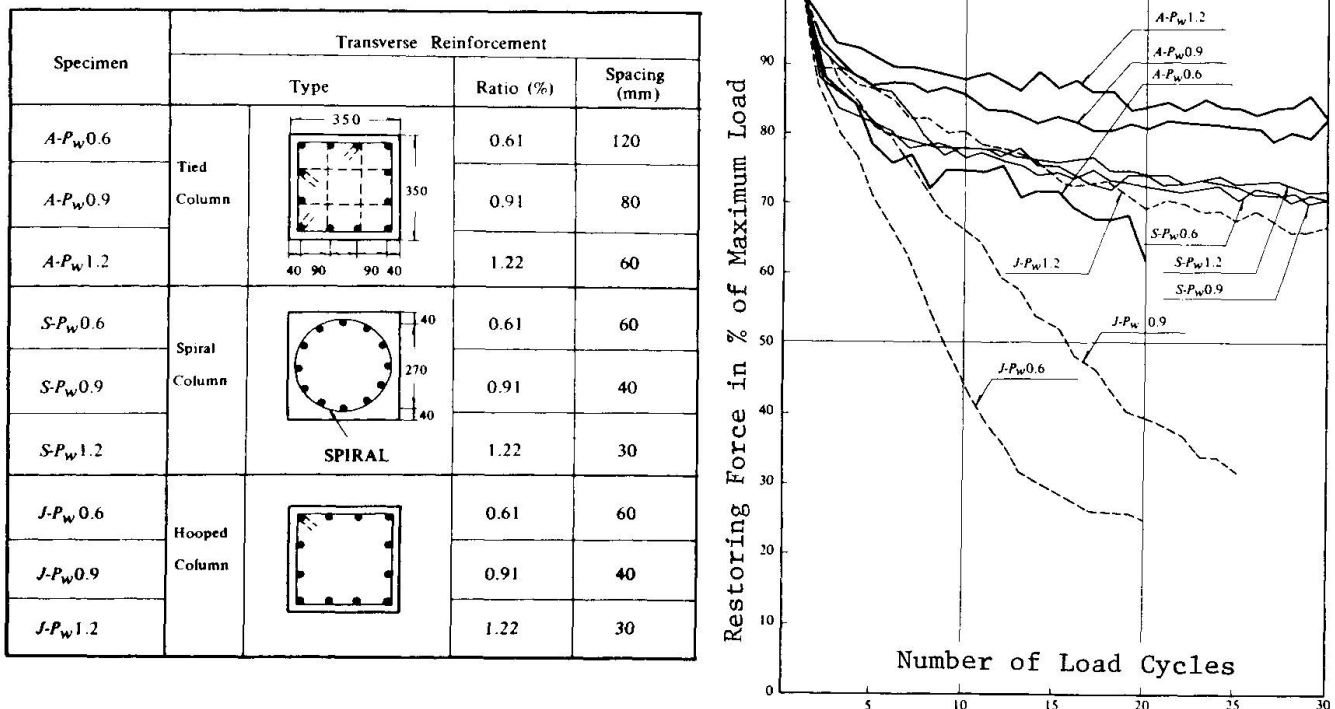 Specimen
Transverse Reinforcement
Type
Ratio (%)
Spacing (mm)
A-Pw0.6
0.61
120
A-Pw0.9
0.91
80
A-Pw1.2
1.22
60
Tied Column
350
350
40 90 90 40
S-Pw0.6
0.61
60
S-Pw0.9
0.91
40
S-Pw1.2
1.22
30
Spiral Column
40
270
40
SPIRAL
J-Pw0.6
0.61
60
J-Pw0.9
0.91
40
J-Pw1.2
1.22
30
Hooped Column
Restoring Force in % of Maximum Load
90
80
70
60
50
40
30
20
10
0
A-Pw1.2
A-Pw0.9
A-Pw0.6
S-Pw0.6
J-Pw1.2
S-Pw1.2
S-Pw0.9
J-Pw 0.9
J-Pw0.6
Number of Load Cycles
5 10 15 20 25 30